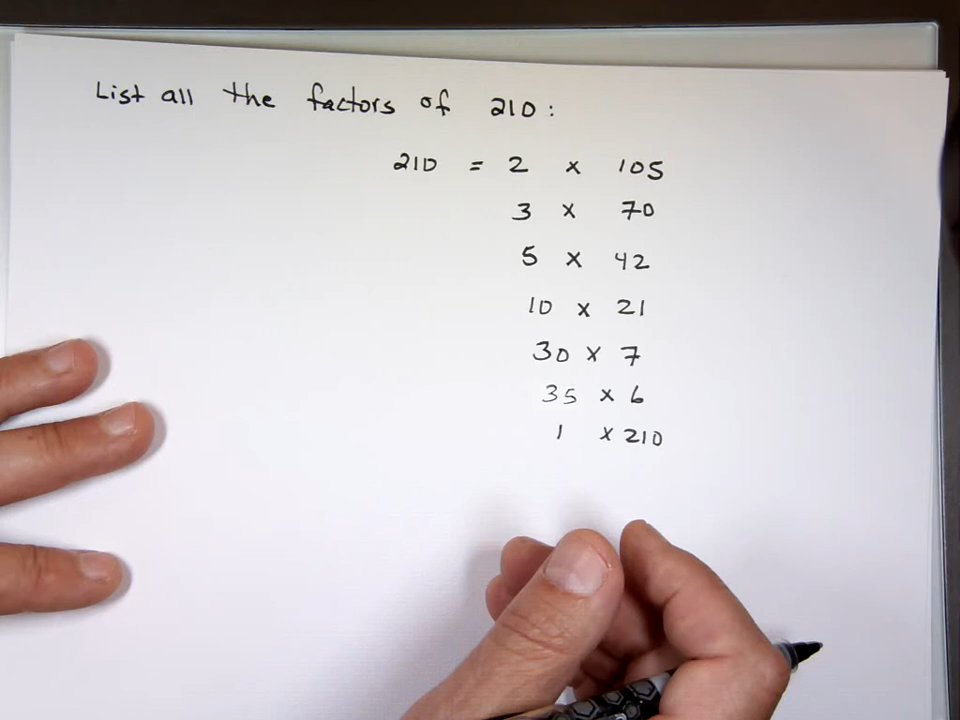 List all the factors of 210:
210 = 2 x 105
3 x 70
5 x 42
10 x 21
30 x 7
35 x 6
1 x 210